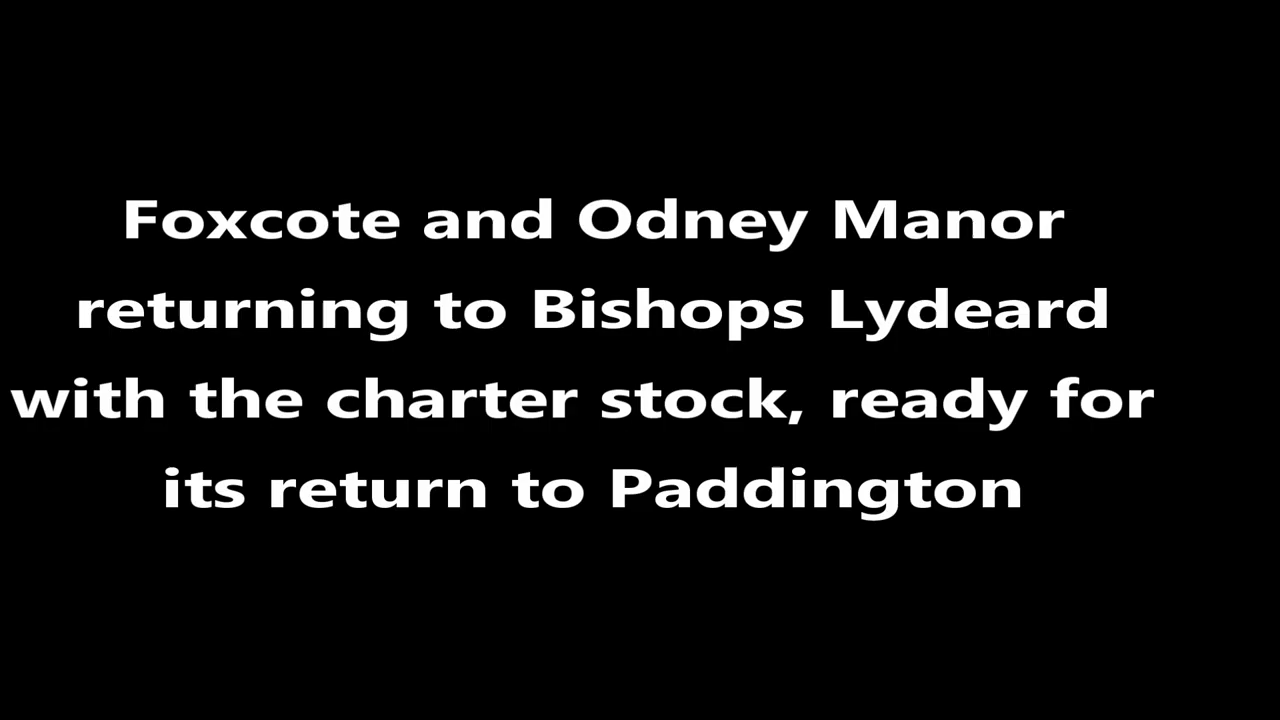 Foxcote and Odney Manor
returning to Bishops Lydeard
with the charter stock, ready for
its return to Paddington